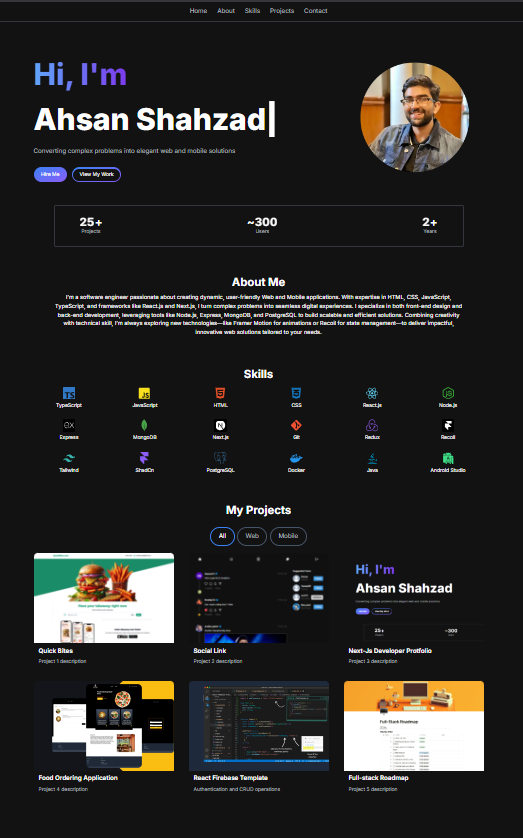 Home About Skills Projects Contact
Hi, I'm
Ahsan Shahzad
Converting complex problems into elegant web and mobile solutions
Hire Me View My Work
25+ ~300 2+
Projects Users Years
About Me
I'm a software engineer passionate about creating dynamic, user-friendly Web and Mobile applications. With expertise in HTML, CSS, JavaScript,
TypeScript, and frameworks like React.js and Next.js, I turn complex problems into seamless digital experiences. I specialize in both front-end design and
back-end development, leveraging tools like Node.js, Express, MongoDB, and PostgreSQL to build scalable and efficient solutions. Combining creativity
with technical skill, I'm always exploring new technologies—like Framer Motion for animations or Recoil for state management—to deliver impactful,
innovative web solutions tailored to your needs.
Skills
TypeScript JavaScript HTML CSS React.js Node.js
Express MongoDB Next.js Git Redux Recoil
Tailwind ShadCn PostgreSQL Docker Java Android Studio
My Projects
All Web Mobile
Hi, I'm
Ahsan Shahzad
25+ ~300
Quick Bites Social Link Next-Js Developer Protfolio
Project 1 description Project 2 description Project 3 description
Full-Stack Roadmap
Food Ordering Application React Firebase Template Full-stack Roadmap
Project 4 description Authentication and CRUD operations Project 5 description